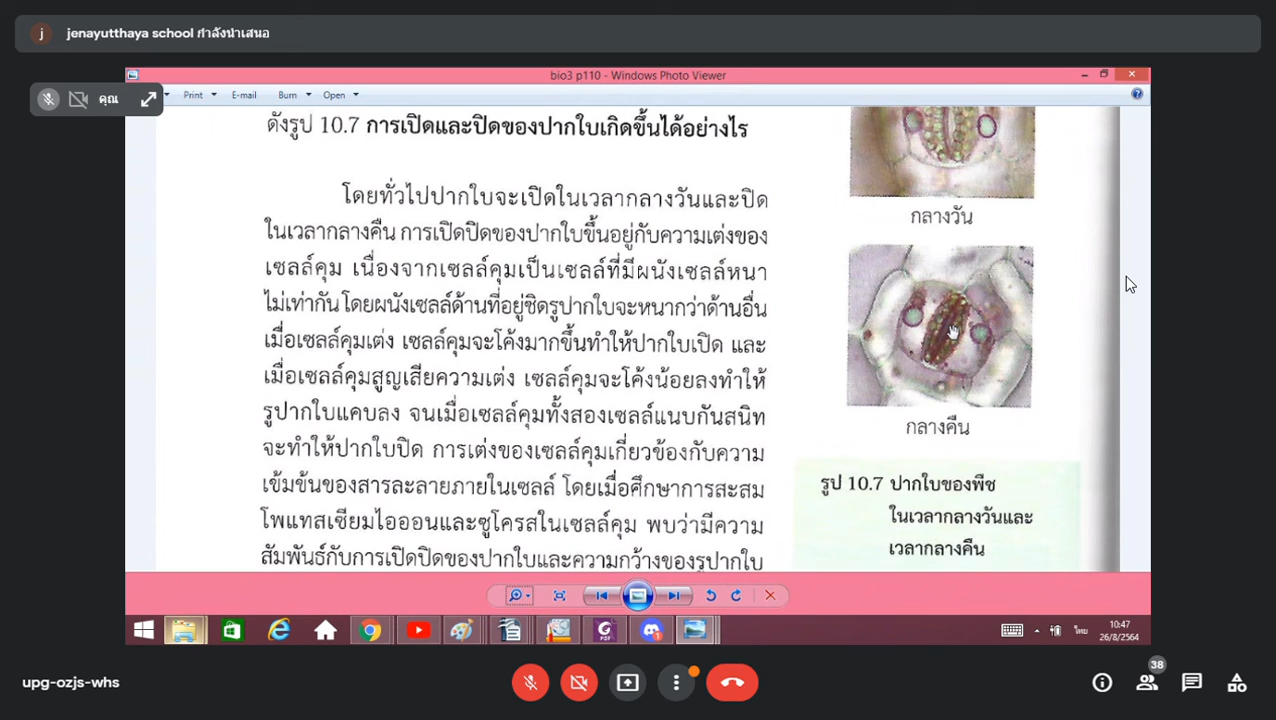 j jenayutthaya school กำลังนำเสนอ
bio3 p110 - Windows Photo Viewer
คุณ
Print E-mail Burn Open
ดังรูป 10.7 การเปิดและปิดของปากใบเกิดขึ้นได้อย่างไร
โดยทั่วไปปากใบจะเปิดในเวลากลางวันและปิด
ในเวลากลางคืน การเปิดปิดของปากใบขึ้นอยู่กับความเต่งของ
เซลล์คุม เนื่องจากเซลล์คุมเป็นเซลล์ที่มีผนังเซลล์หนา
ไม่เท่ากัน โดยผนังเซลล์ด้านที่อยู่ชิดรูปากใบจะหนากว่าด้านอื่น
เมื่อเซลล์คุมเต่ง เซลล์คุมจะโค้งมากขึ้นทำให้ปากใบเปิด และ
เมื่อเซลล์คุมสูญเสียความเต่ง เซลล์คุมจะโค้งน้อยลงทำให้
รูปากใบแคบลง จนเมื่อเซลล์คุมทั้งสองเซลล์แนบกันสนิท
จะทำให้ปากใบปิด การเต่งของเซลล์คุมเกี่ยวข้องกับความ
เข้มข้นของสารละลายภายในเซลล์ โดยเมื่อศึกษาการสะสม
โพแทสเซียมไอออนและซูโครสในเซลล์คุม พบว่ามีความ
สัมพันธ์กับการเปิดปิดของปากใบและความกว้างของรูปากใบ
กลางวัน
กลางคืน
รูป 10.7 ปากใบของพืช
ในเวลากลางวันและ
เวลากลางคืน
ไทย
10:47
26/8/2564
upg-ozjs-whs
38